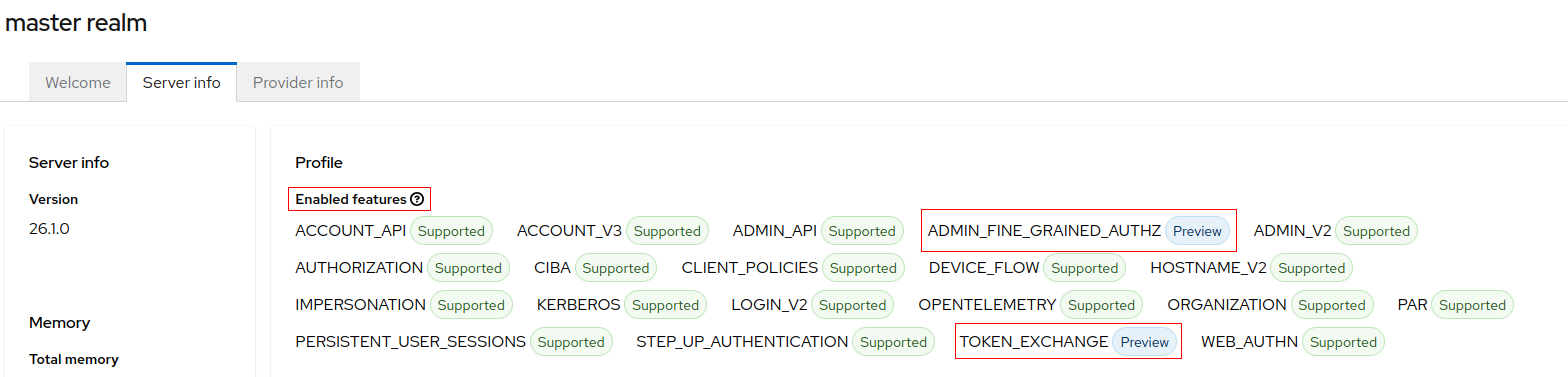 master realm
Welcome Server info Provider info
Server info
Version
26.1.0
Memory
Total memory
Profile
Enabled features
ACCOUNT_API Supported ACCOUNT_V3 Supported ADMIN_API Supported ADMIN_FINE_GRAINED_AUTHZ Preview ADMIN_V2 Supported
AUTHORIZATION Supported CIBA Supported CLIENT_POLICIES Supported DEVICE_FLOW Supported HOSTNAME_V2 Supported
IMPERSONATION Supported KERBEROS Supported LOGIN_V2 Supported OPENTELEMETRY Supported ORGANIZATION Supported PAR Supported
PERSISTENT_USER_SESSIONS Supported STEP_UP_AUTHENTICATION Supported TOKEN_EXCHANGE Preview WEB_AUTHN Supported